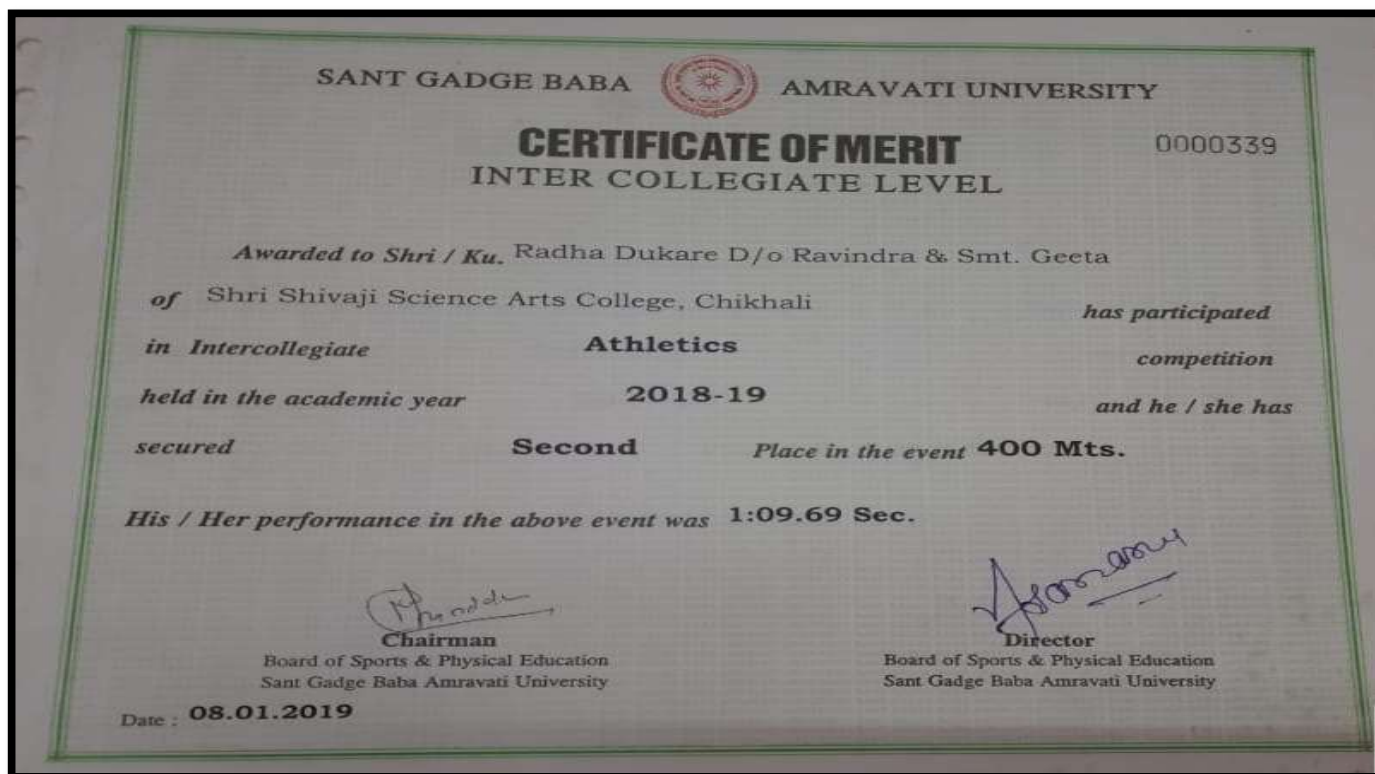 SANT GADGE BABA AMRAVATI UNIVERSITY
CERTIFICATE OF MERIT
0000339
INTER COLLEGIATE LEVEL
Awarded to Shri / Ku. Radha Dukare D/o Ravindra & Smt. Geeta
of Shri Shivaji Science Arts College, Chikhali has participated
in Intercollegiate Athletics competition
held in the academic year 2018-19 and he / she has
secured Second Place in the event 400 Mts.
His / Her performance in the above event was 1:09.69 Sec.
Chairman
Board of Sports & Physical Education
Sant Gadge Baba Amravati University
Director
Board of Sports & Physical Education
Sant Gadge Baba Amravati University
Date : 08.01.2019